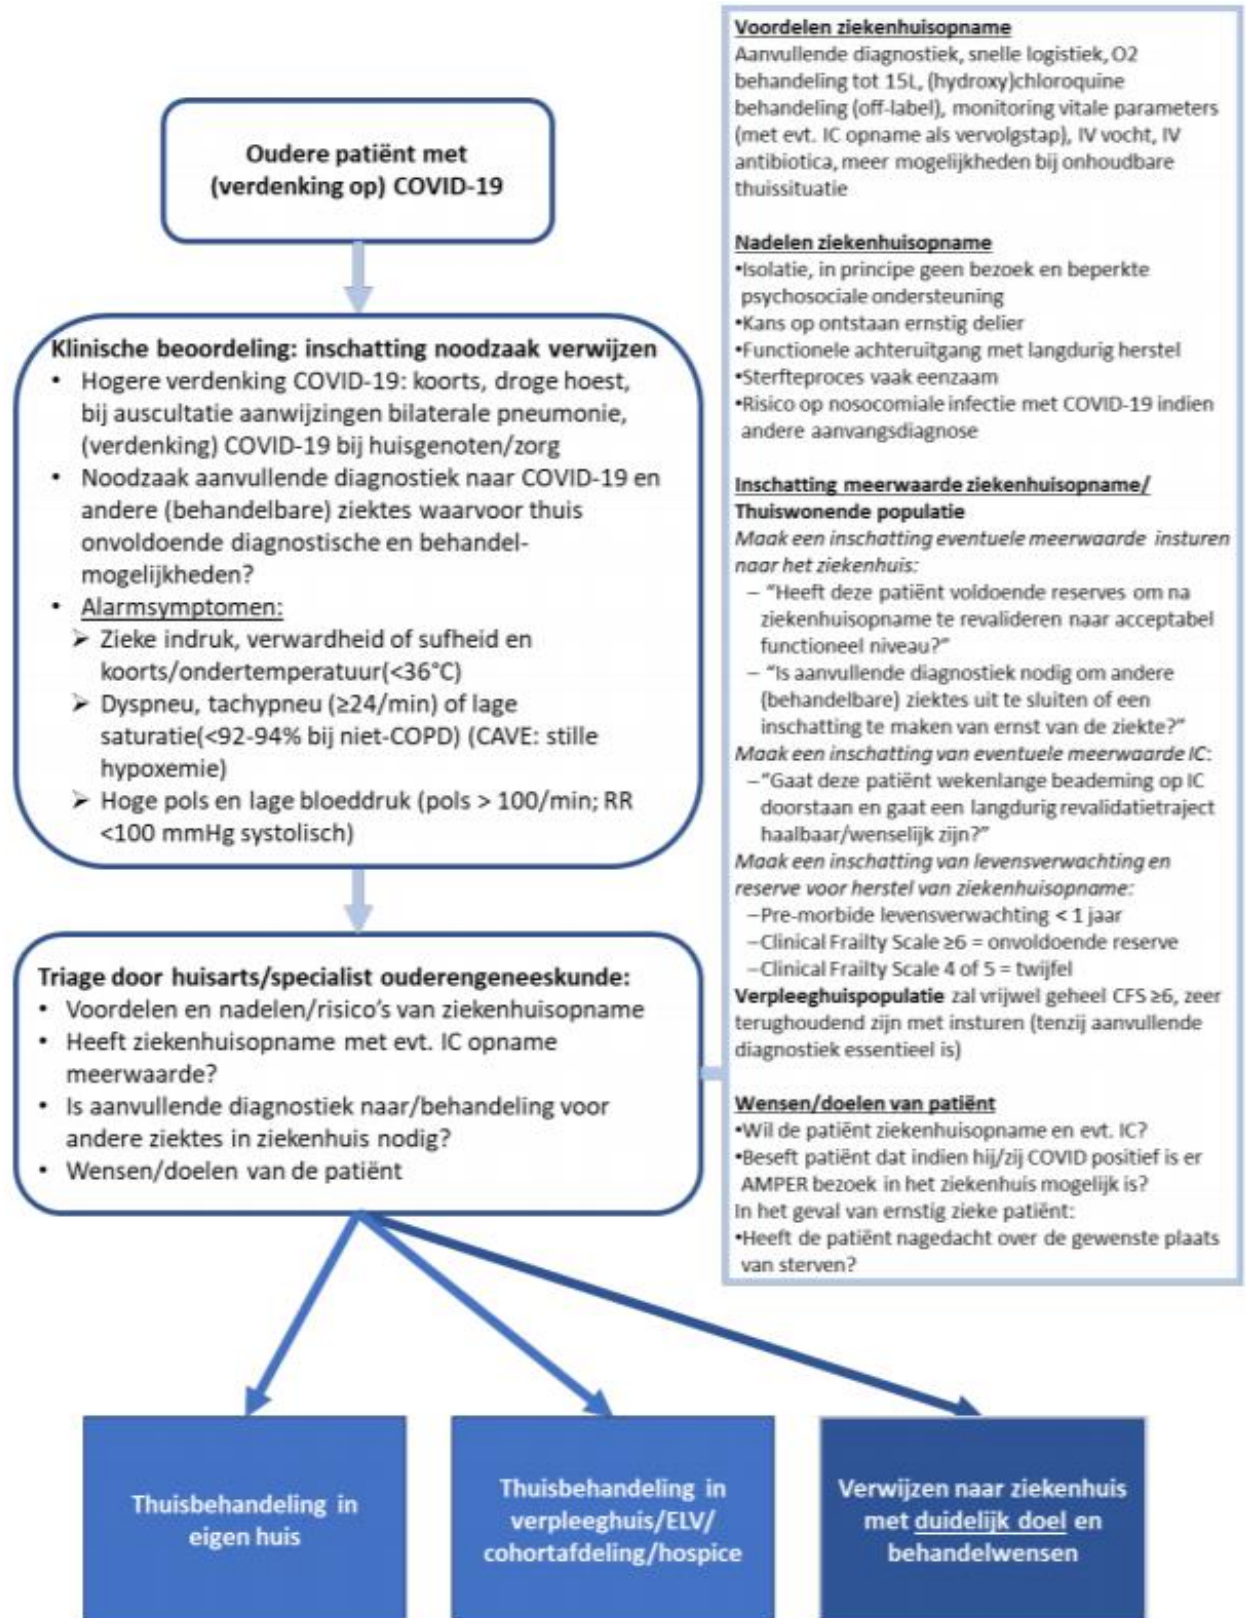 Oudere patiënt met
(verdenking op) COVID-19
Klinische beoordeling: inschatting noodzaak verwijzen
• Hogere verdenking COVID-19: koorts, droge hoest,
bij auscultatie aanwijzingen bilaterale pneumonie,
(verdenking) COVID-19 bij huisgenoten/zorg
• Noodzaak aanvullende diagnostiek naar COVID-19 en
andere (behandelbare) ziektes waarvoor thuis
onvoldoende diagnostische en behandel-
mogelijkheden?
• Alarmsymptomen:
➢ Zieke indruk, verwardheid of sufheid en
koorts/ondertemperatuur(<36°C)
➢ Dyspneu, tachypneu (≥24/min) of lage
saturatie(<92-94% bij niet-COPD) (CAVE: stille
hypoxemie)
➢ Hoge pols en lage bloeddruk (pols > 100/min; RR
<100 mmHg systolisch)
Triage door huisarts/specialist ouderengeneeskunde:
• Voordelen en nadelen/risico's van ziekenhuisopname
• Heeft ziekenhuisopname met evt. IC opname
meerwaarde?
• Is aanvullende diagnostiek naar/behandeling voor
andere ziektes in ziekenhuis nodig?
• Wensen/doelen van de patiënt
Voordelen ziekenhuisopname
Aanvullende diagnostiek, snelle logistiek, O2
behandeling tot 15L, (hydroxy)chloroquine
behandeling (off-label), monitoring vitale parameters
(met evt. IC opname als vervolgstap), IV vocht, IV
antibiotica, meer mogelijkheden bij onhoudbare
thuissituatie
Nadelen ziekenhuisopname
•Isolatie, in principe geen bezoek en beperkte
psychosociale ondersteuning
•Kans op ontstaan ernstig delier
•Functionele achteruitgang met langdurig herstel
•Sterfteproces vaak eenzaam
•Risico op nosocomiale infectie met COVID-19 indien
andere aanvangsdiagnose
Inschatting meerwaarde ziekenhuisopname/
Thuiswonende populatie
Maak een inschatting eventuele meerwaarde insturen
naar het ziekenhuis:
– "Heeft deze patiënt voldoende reserves om na
ziekenhuisopname te revalideren naar acceptabel
functioneel niveau?"
– "Is aanvullende diagnostiek nodig om andere
(behandelbare) ziektes uit te sluiten of een
inschatting te maken van ernst van de ziekte?"
Maak een inschatting van eventuele meerwaarde IC:
–"Gaat deze patiënt wekenlange beademing op IC
doorstaan en gaat een langdurig revalidatietraject
haalbaar/wenselijk zijn?"
Maak een inschatting van levensverwachting en
reserve voor herstel van ziekenhuisopname:
–Pre-morbide levensverwachting < 1 jaar
–Clinical Frailty Scale ≥6 = onvoldoende reserve
–Clinical Frailty Scale 4 of 5 = twijfel
Verpleeghuispopulatie zal vrijwel geheel CFS ≥6, zeer
terughoudend zijn met insturen (tenzij aanvullende
diagnostiek essentieel is)
Wensen/doelen van patiënt
•Wil de patiënt ziekenhuisopname en evt. IC?
•Beseft patiënt dat indien hij/zij COVID positief is er
AMPER bezoek in het ziekenhuis mogelijk is?
In het geval van ernstig zieke patiënt:
•Heeft de patiënt nagedacht over de gewenste plaats
van sterven?
Thuisbehandeling in
eigen huis
Thuisbehandeling in
verpleeghuis/ELV/
cohortafdeling/hospice
Verwijzen naar ziekenhuis
met duidelijk doel en
behandelwensen